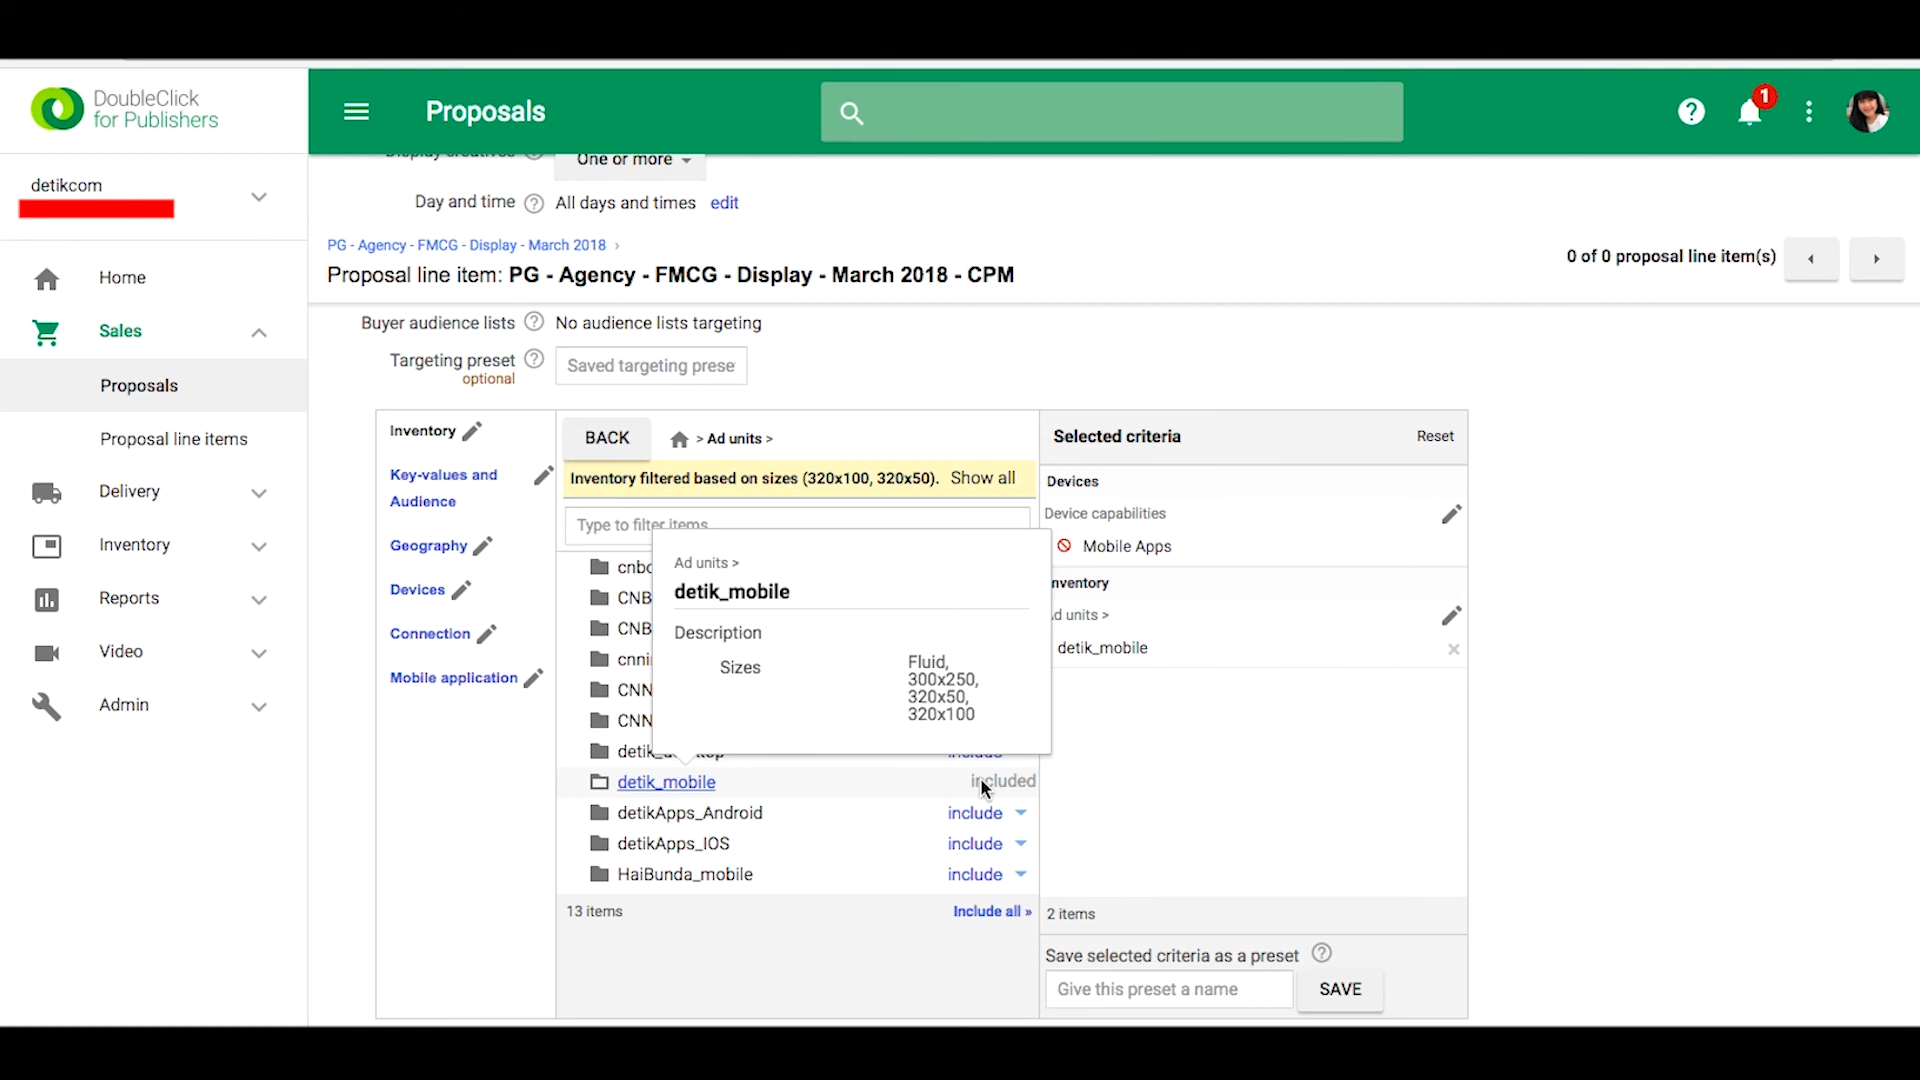 DoubleClick
for Publishers
Proposals
1
detikcom
Home
Sales
Proposals
Proposal line items
Delivery
Inventory
Reports
Video
Admin
One or more
Day and time
All days and times edit
PG - Agency - FMCG - Display - March 2018 ›
Proposal line item: PG - Agency - FMCG - Display - March 2018 - CPM
0 of 0 proposal line item(s)
Buyer audience lists
No audience lists targeting
Targeting preset
optional
Saved targeting prese
Inventory
Key-values and
Audience
Geography
Devices
Connection
Mobile application
BACK
> Ad units >
Inventory filtered based on sizes (320x100, 320x50). Show all
Type to filter items
Ad units >
detik_mobile
Description
Sizes
Fluid,
300x250,
320x50,
320x100
CNB
CNB
CNN
CNN
detik_mobile included
detikApps_Android include
detikApps_IOS include
HaiBunda_mobile include
13 items
Include all »
Selected criteria
Reset
Devices
Device capabilities
Mobile Apps
nventory
d units >
detik_mobile
2 items
Save selected criteria as a preset
Give this preset a name
SAVE